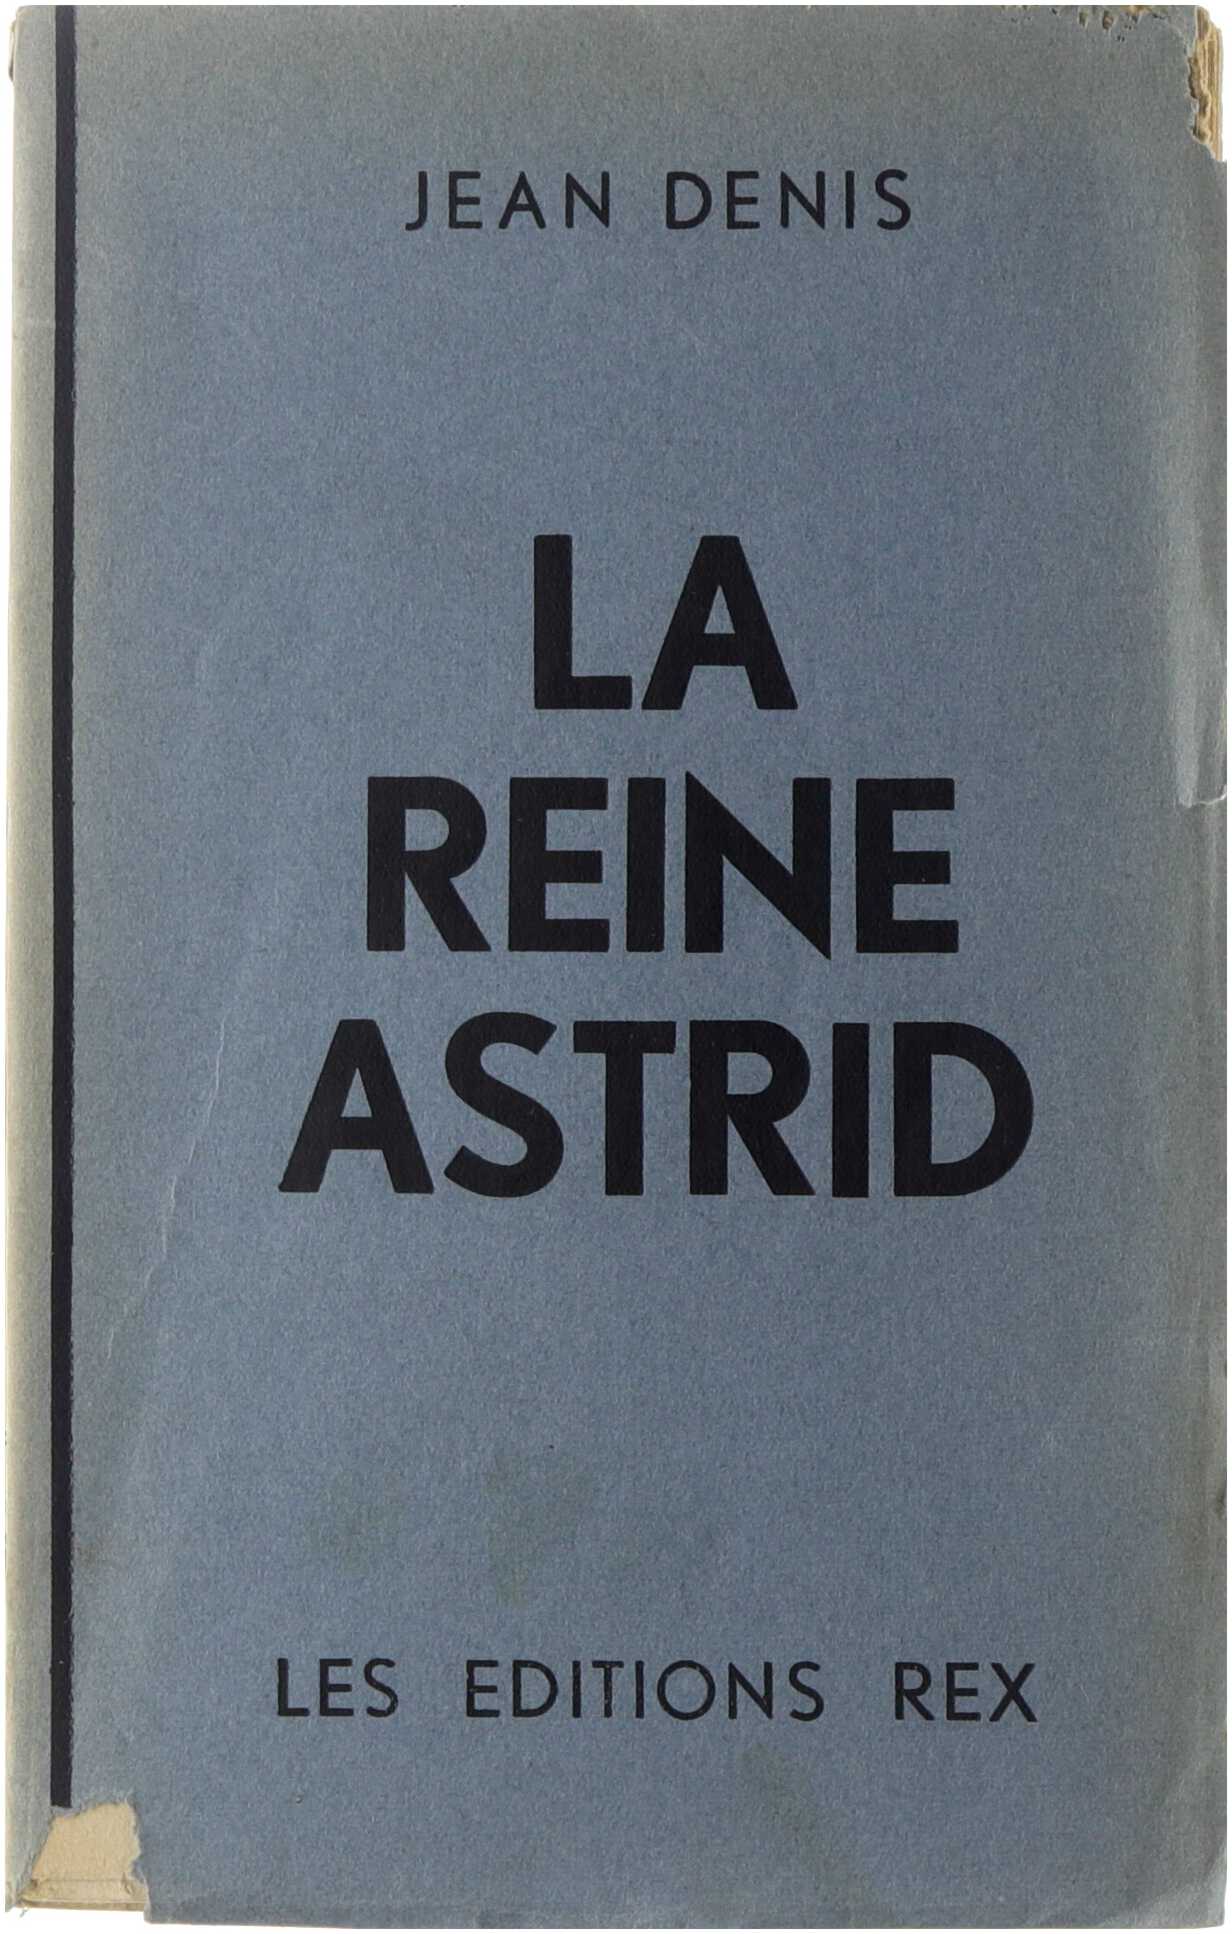 JEAN DENIS
LA
REINE
ASTRID
LES EDITIONS REX